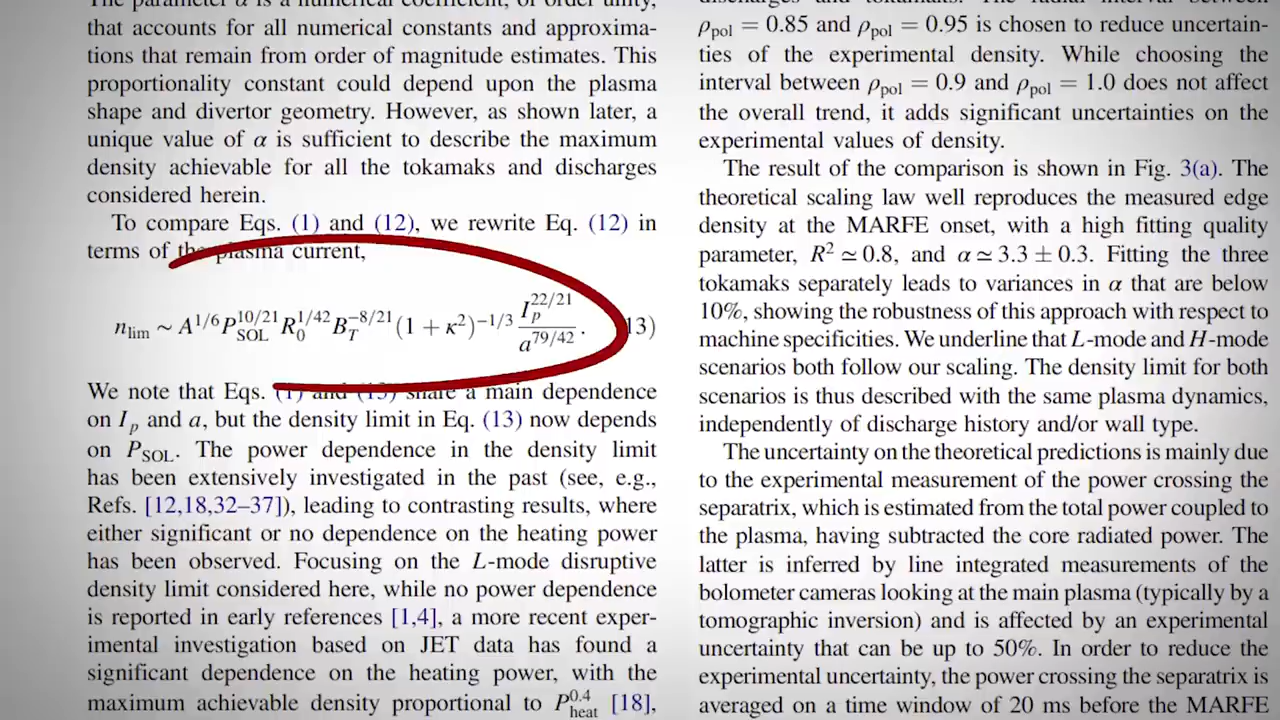 The parameter α is a numerical coefficient, of order unity,
that accounts for all numerical constants and approxima-
tions that remain from order of magnitude estimates. This
proportionality constant could depend upon the plasma
shape and divertor geometry. However, as shown later, a
unique value of α is sufficient to describe the maximum
density achievable for all the tokamaks and discharges
considered herein.
To compare Eqs. (1) and (12), we rewrite Eq. (12) in
terms of the plasma current,
n_lim ∼ A^{1/6} P_SOL^{10/21} R_0^{1/42} B_T^{-8/21} (1 + κ^2)^{-1/3} I_p^{22/21} / a^{79/42} . 13)
We note that Eqs. (1) and (13) share a main dependence
on I_p and a, but the density limit in Eq. (13) now depends
on P_SOL. The power dependence in the density limit
has been extensively investigated in the past (see, e.g.,
Refs. [12,18,32–37]), leading to contrasting results, where
either significant or no dependence on the heating power
has been observed. Focusing on the L-mode disruptive
density limit considered here, while no power dependence
is reported in early references [1,4], a more recent exper-
imental investigation based on JET data has found a
significant dependence on the heating power, with the
maximum achievable density proportional to P_heat^{0.4} [18],
discharges and tokamaks. The radial interval between
ρ_pol = 0.85 and ρ_pol = 0.95 is chosen to reduce uncertain-
ties of the experimental density. While choosing the
interval between ρ_pol = 0.9 and ρ_pol = 1.0 does not affect
the overall trend, it adds significant uncertainties on the
experimental values of density.
The result of the comparison is shown in Fig. 3(a). The
theoretical scaling law well reproduces the measured edge
density at the MARFE onset, with a high fitting quality
parameter, R^2 ≃ 0.8, and α ≃ 3.3 ± 0.3. Fitting the three
tokamaks separately leads to variances in α that are below
10%, showing the robustness of this approach with respect to
machine specificities. We underline that L-mode and H-mode
scenarios both follow our scaling. The density limit for both
scenarios is thus described with the same plasma dynamics,
independently of discharge history and/or wall type.
The uncertainty on the theoretical predictions is mainly due
to the experimental measurement of the power crossing the
separatrix, which is estimated from the total power coupled to
the plasma, having subtracted the core radiated power. The
latter is inferred by line integrated measurements of the
bolometer cameras looking at the main plasma (typically by a
tomographic inversion) and is affected by an experimental
uncertainty that can be up to 50%. In order to reduce the
experimental uncertainty, the power crossing the separatrix is
averaged on a time window of 20 ms before the MARFE